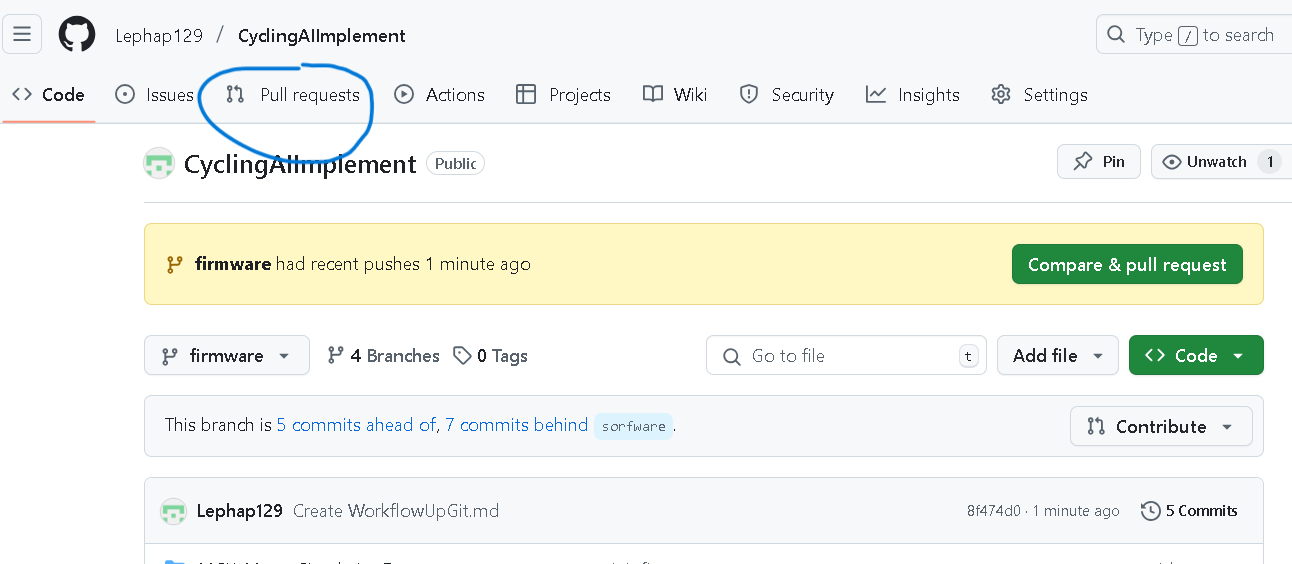 Lephap129 / CyclingAIImplement Type / to search
Code Issues Pull requests Actions Projects Wiki Security Insights Settings
CyclingAIImplement Public Pin Unwatch 1
firmware had recent pushes 1 minute ago Compare & pull request
firmware 4 Branches 0 Tags Go to file t Add file Code
This branch is 5 commits ahead of, 7 commits behind sorfware.
Contribute
Lephap129 Create WorkflowUpGit.md 8f474d0 · 1 minute ago 5 Commits